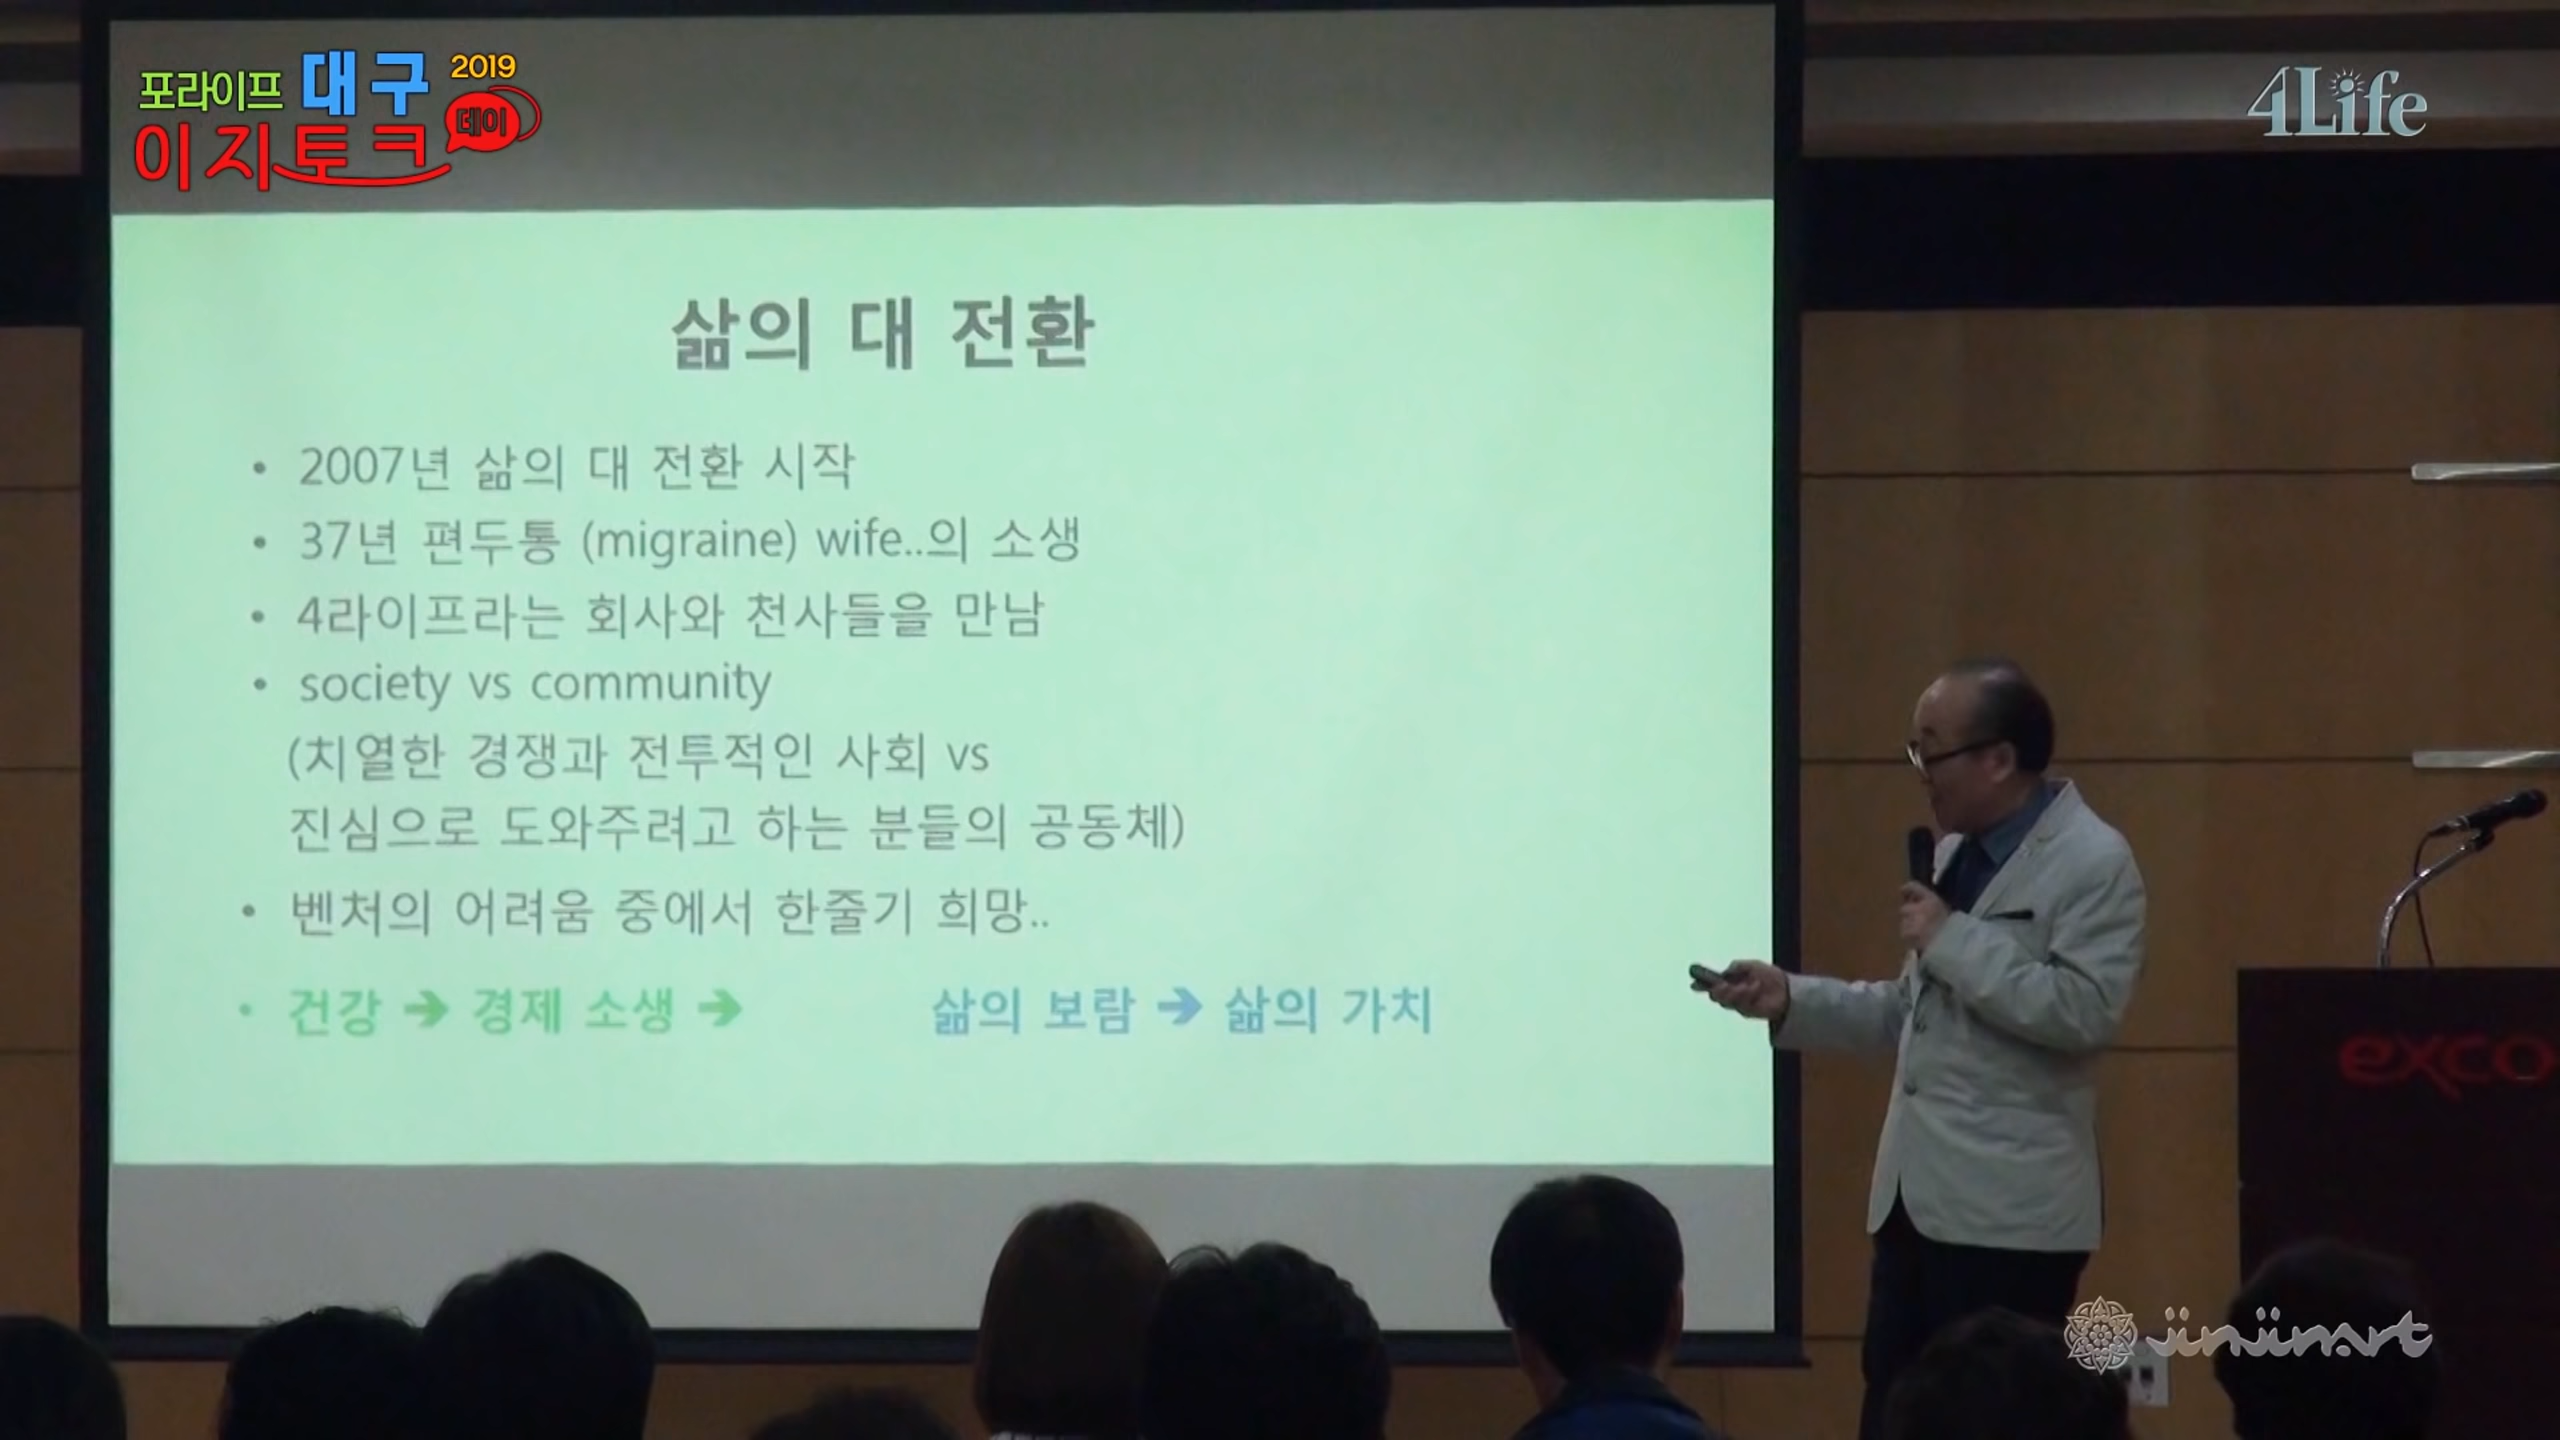 포라이프 대구 2019
이지토크 데이
4Life
삶의 대 전환
• 2007년 삶의 대 전환 시작
• 37년 편두통 (migraine) wife..의 소생
• 4라이프라는 회사와 천사들을 만남
• society vs community
(치열한 경쟁과 전투적인 사회 vs
진심으로 도와주려고 하는 분들의 공동체)
• 벤처의 어려움 중에서 한줄기 희망..
• 건강 → 경제 소생 → 삶의 보람 → 삶의 가치
exco
jinjinart